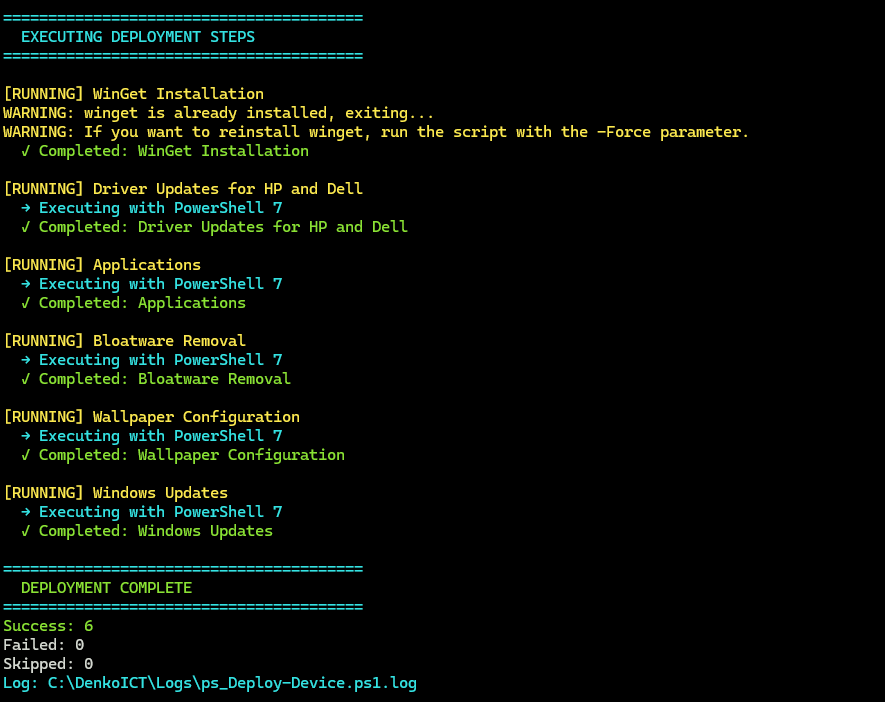 ========================================
EXECUTING DEPLOYMENT STEPS
========================================
[RUNNING] WinGet Installation
WARNING: winget is already installed, exiting...
WARNING: If you want to reinstall winget, run the script with the -Force parameter.
√ Completed: WinGet Installation
[RUNNING] Driver Updates for HP and Dell
→ Executing with PowerShell 7
√ Completed: Driver Updates for HP and Dell
[RUNNING] Applications
→ Executing with PowerShell 7
√ Completed: Applications
[RUNNING] Bloatware Removal
→ Executing with PowerShell 7
√ Completed: Bloatware Removal
[RUNNING] Wallpaper Configuration
→ Executing with PowerShell 7
√ Completed: Wallpaper Configuration
[RUNNING] Windows Updates
→ Executing with PowerShell 7
√ Completed: Windows Updates
========================================
DEPLOYMENT COMPLETE
========================================
Success: 6
Failed: 0
Skipped: 0
Log: C:\DenkoICT\Logs\ps_Deploy-Device.ps1.log